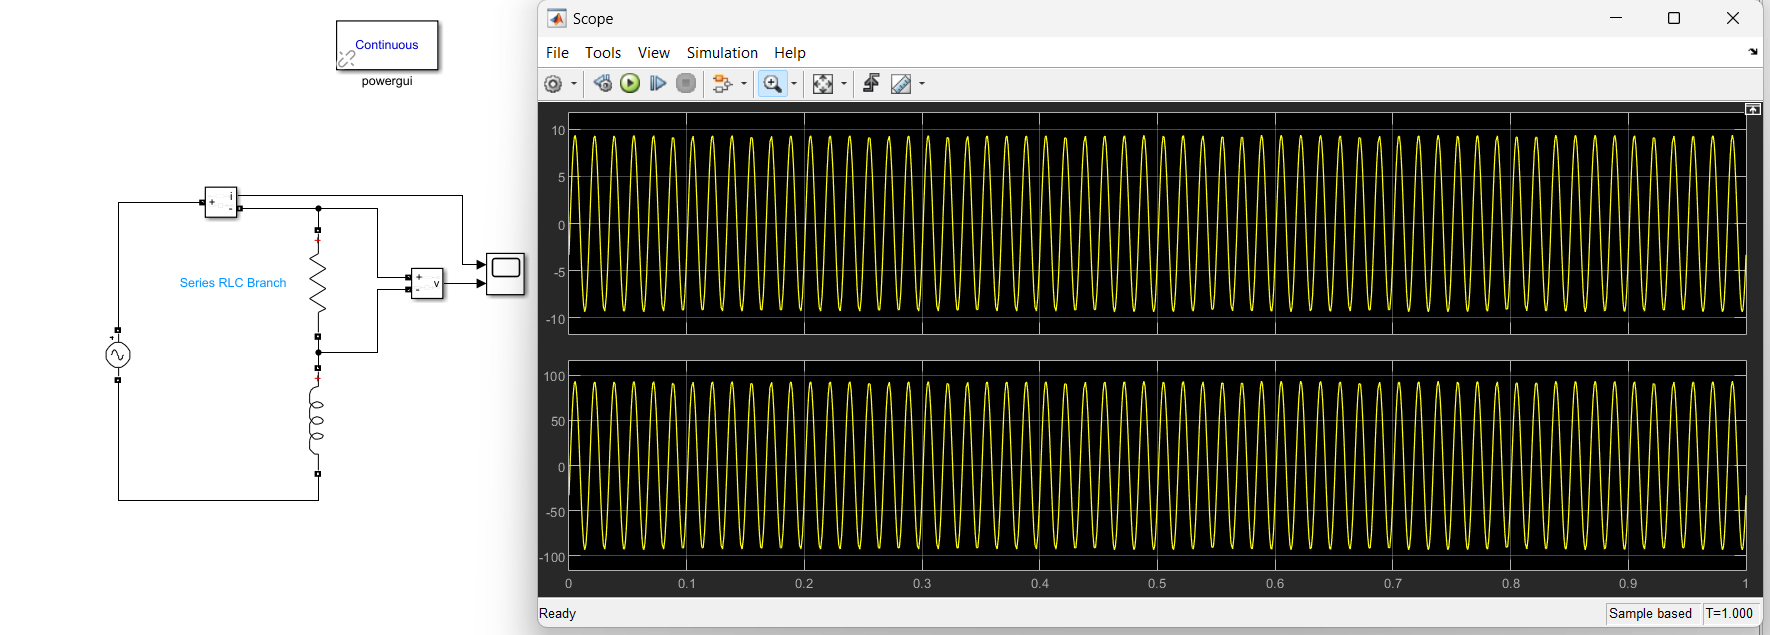 Continuous
powergui
i
+
-
Series RLC Branch
+
-
v
+
+
+
Scope
File Tools View Simulation Help
10
5
0
-5
-10
100
50
0
-50
-100
0 0.1 0.2 0.3 0.4 0.5 0.6 0.7 0.8 0.9 1
Ready
Sample based T=1.000